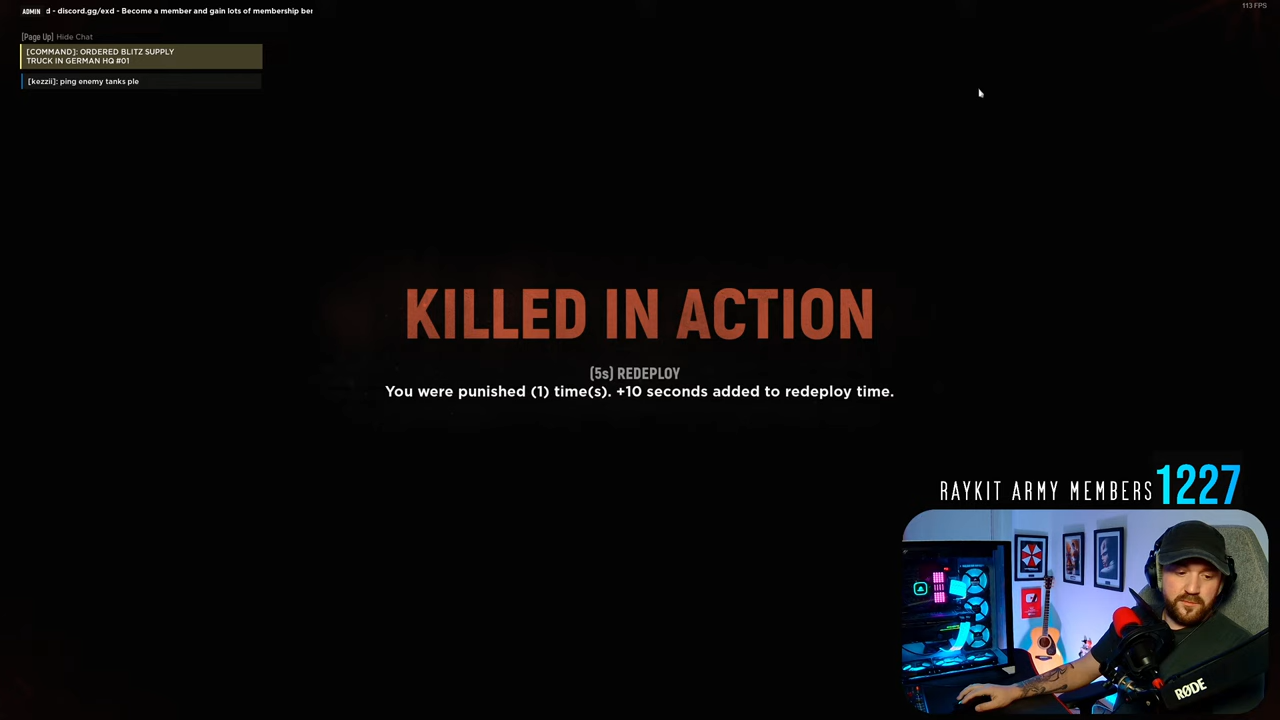 113 FPS
ADMIN d - discord.gg/exd - Become a member and gain lots of membership ber
[Page Up] Hide Chat
[COMMAND]: ORDERED BLITZ SUPPLY
TRUCK IN GERMAN HQ #01
[kezzii]: ping enemy tanks ple
KILLED IN ACTION
(5s) REDEPLOY
You were punished (1) time(s). +10 seconds added to redeploy time.
RAYKIT ARMY MEMBERS 1227
RØDE